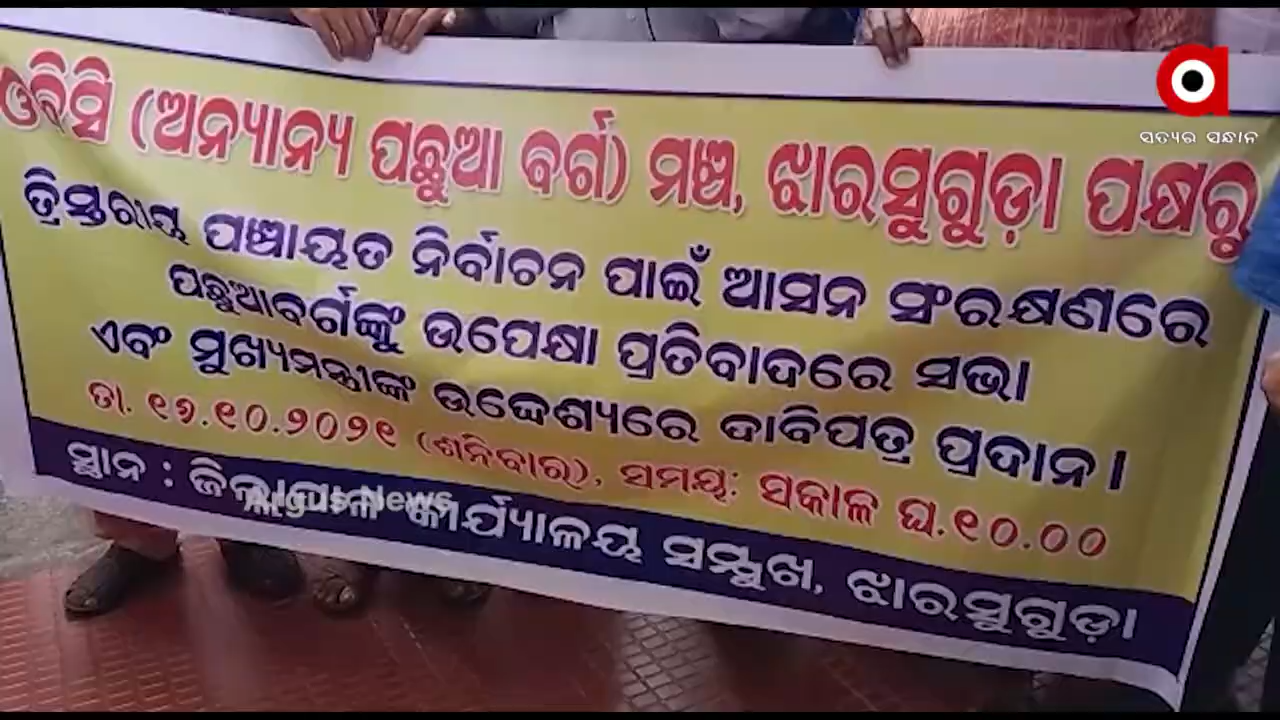 ସତ୍ୟର ସନ୍ଧାନ
ଓବିସି (ଅନ୍ୟାନ୍ୟ ପଛୁଆ ବର୍ଗ) ମଞ୍ଚ, ଝାରସୁଗୁଡ଼ା ପକ୍ଷରୁ
ତ୍ରିସ୍ତରୀୟ ପଞ୍ଚାୟତ ନିର୍ବାଚନ ପାଇଁ ଆସନ ସଂରକ୍ଷଣରେ
ପଛୁଆବର୍ଗଙ୍କୁ ଉପେକ୍ଷା ପ୍ରତିବାଦରେ ସଭା
ଏବଂ ମୁଖ୍ୟମନ୍ତ୍ରୀଙ୍କ ଉଦ୍ଦେଶ୍ୟରେ ଦାବିପତ୍ର ପ୍ରଦାନ।
ତା. ୧୬.୧୦.୨୦୨୧ (ଶନିବାର), ସମୟ: ସକାଳ ଘ.୧୦.୦୦
ସ୍ଥାନ : ଜିଲ୍ଲାପାଳ କାର୍ଯ୍ୟାଳୟ ସମ୍ମୁଖ, ଝାରସୁଗୁଡ଼ା
Argus News